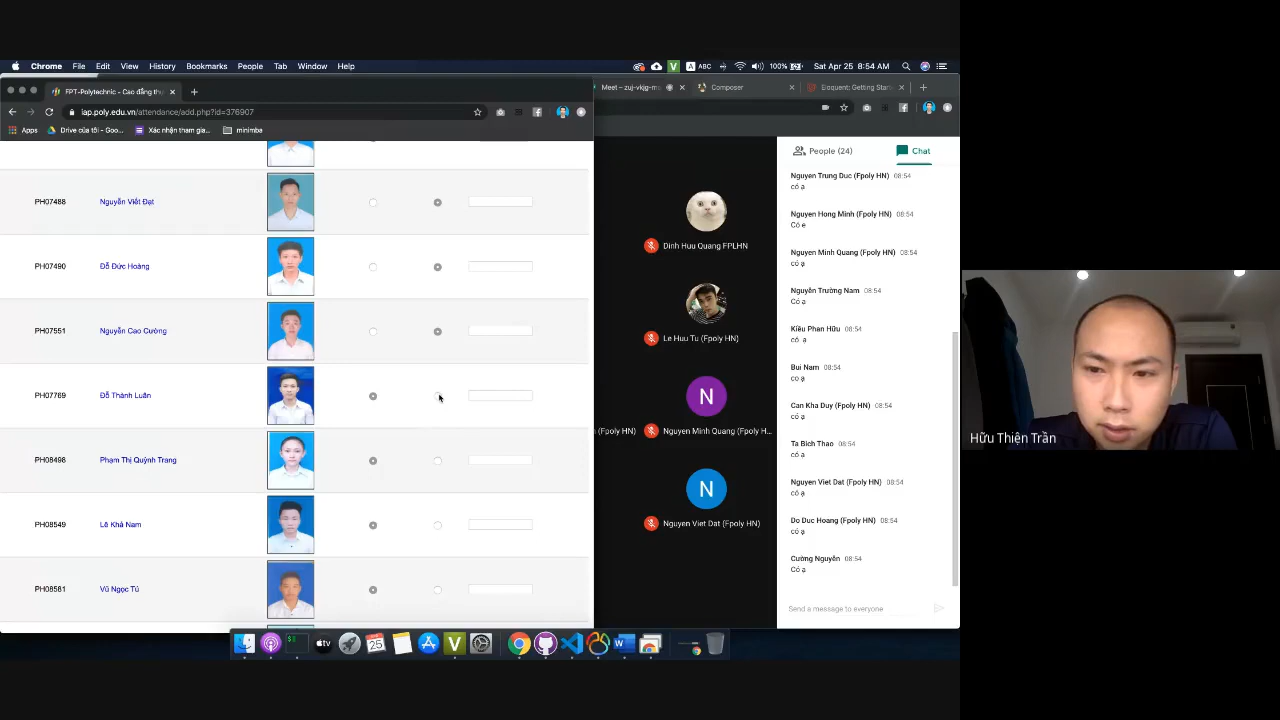 Chrome File Edit View History Bookmarks People Tab Window Help
V A ABC 100% Sat Apr 25 8:54 AM
FPT-Polytechnic - Cao đẳng thự
Meet – zuj-vkjg-m
Composer
Eloquent: Getting Star
iap.poly.edu.vn/attendance/add.php?id=376907
Apps Drive của tôi - Goo... Xác nhận tham gia... minimba
PH07488 Nguyễn Viết Đạt
PH07490 Đỗ Đức Hoàng
PH07551 Nguyễn Cao Cường
PH07769 Đỗ Thành Luân
PH08498 Phạm Thị Quỳnh Trang
PH08549 Lê Khả Nam
PH08581 Vũ Ngọc Tú
Dinh Huu Quang FPLHN
Le Huu Tu (Fpoly HN)
N
(Fpoly HN) Nguyen Minh Quang (Fpoly H...
N
Nguyen Viet Dat (Fpoly HN)
People (24) Chat
Nguyen Trung Duc (Fpoly HN) 08:54
có ạ
Nguyen Hong Minh (Fpoly HN) 08:54
Có e
Nguyen Minh Quang (Fpoly HN) 08:54
có ạ
Nguyễn Trường Nam 08:54
Có ạ
Kiều Phan Hữu 08:54
có ạ
Bui Nam 08:54
có ạ
Can Kha Duy (Fpoly HN) 08:54
có ạ
Ta Bich Thao 08:54
có ạ
Nguyen Viet Dat (Fpoly HN) 08:54
có ạ
Do Duc Hoang (Fpoly HN) 08:54
có ạ
Cường Nguyễn 08:54
Có ạ
Send a message to everyone
Hữu Thiện Trần